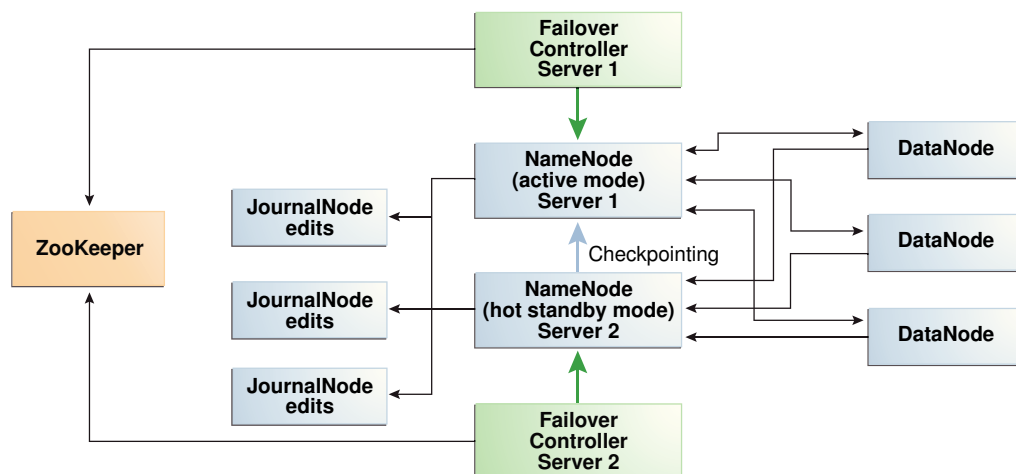 Failover
Controller
Server 1
NameNode
(active mode)
Server 1
DataNode
JournalNode
edits
ZooKeeper
DataNode
Checkpointing
JournalNode
edits
NameNode
(hot standby mode)
Server 2
DataNode
JournalNode
edits
Failover
Controller
Server 2